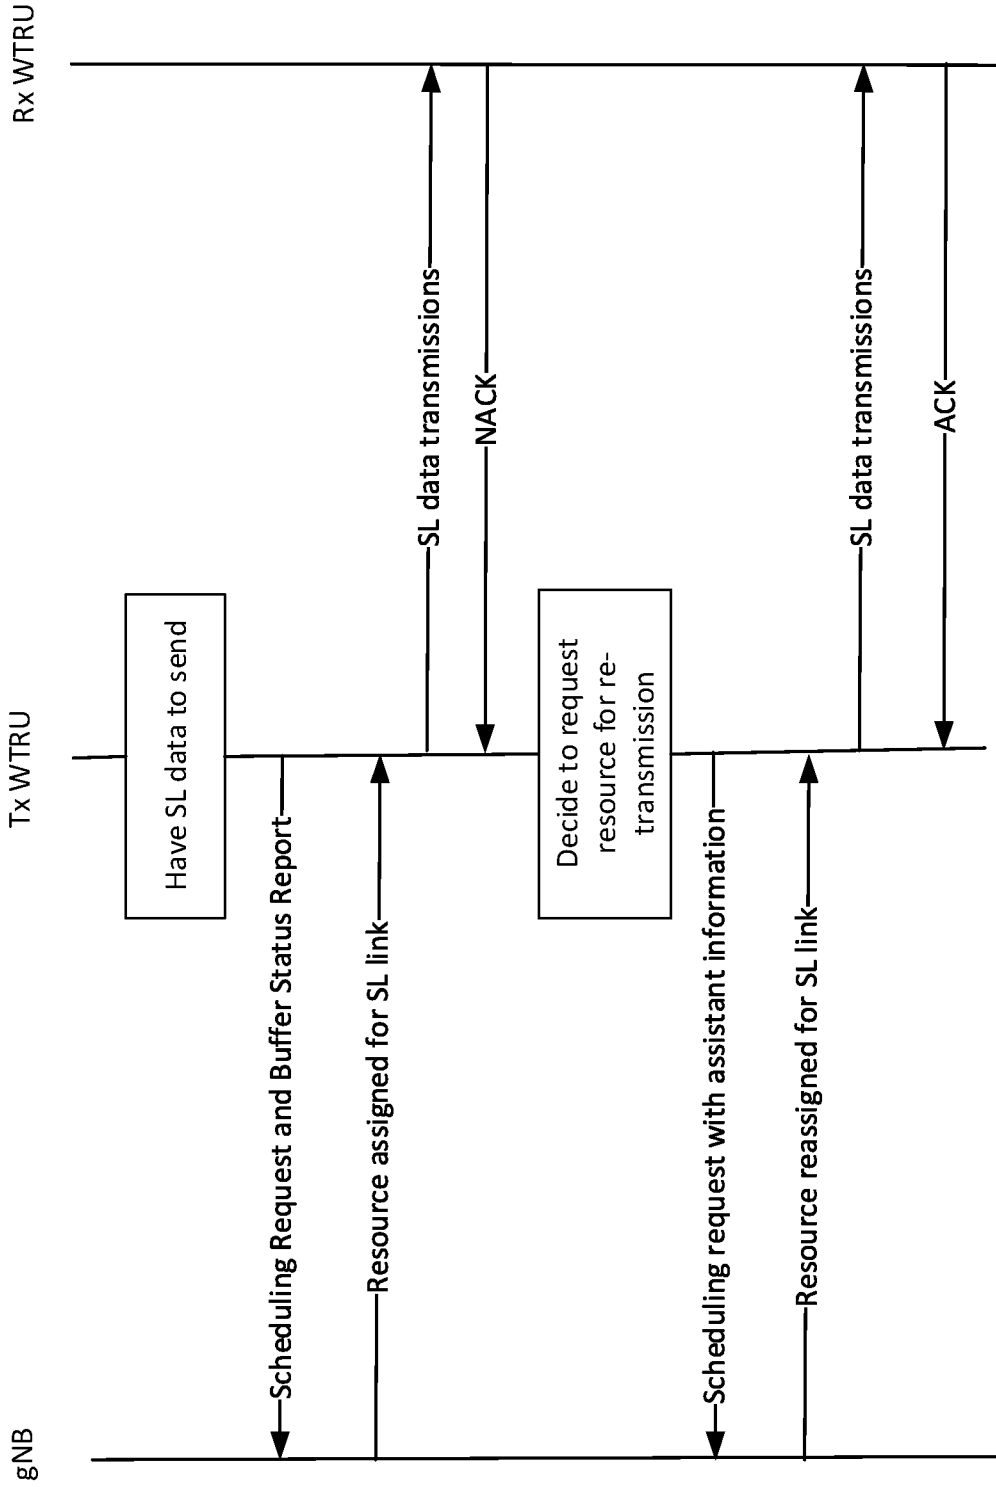 gNB
Tx WTRU
Rx WTRU
Have SL data to send
Scheduling Request and Buffer Status Report
Resource assigned for SL link
SL data transmissions
NACK
Decide to request
resource for re-
transmission
Scheduling request with assistant information
Resource reassigned for SL link
SL data transmissions
ACK